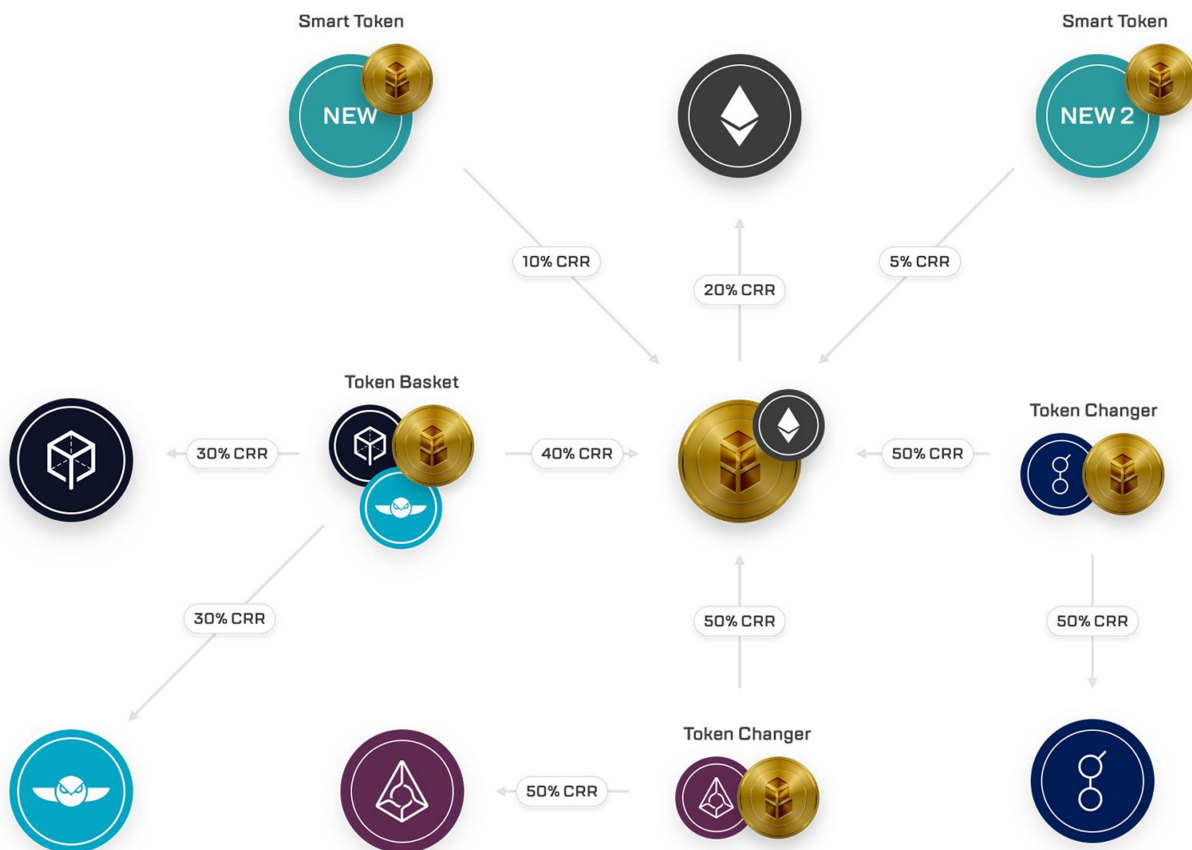 Smart Token
Smart Token
NEW
NEW 2
10% CRR
5% CRR
20% CRR
Token Basket
Token Changer
30% CRR
40% CRR
50% CRR
30% CRR
50% CRR
50% CRR
Token Changer
50% CRR